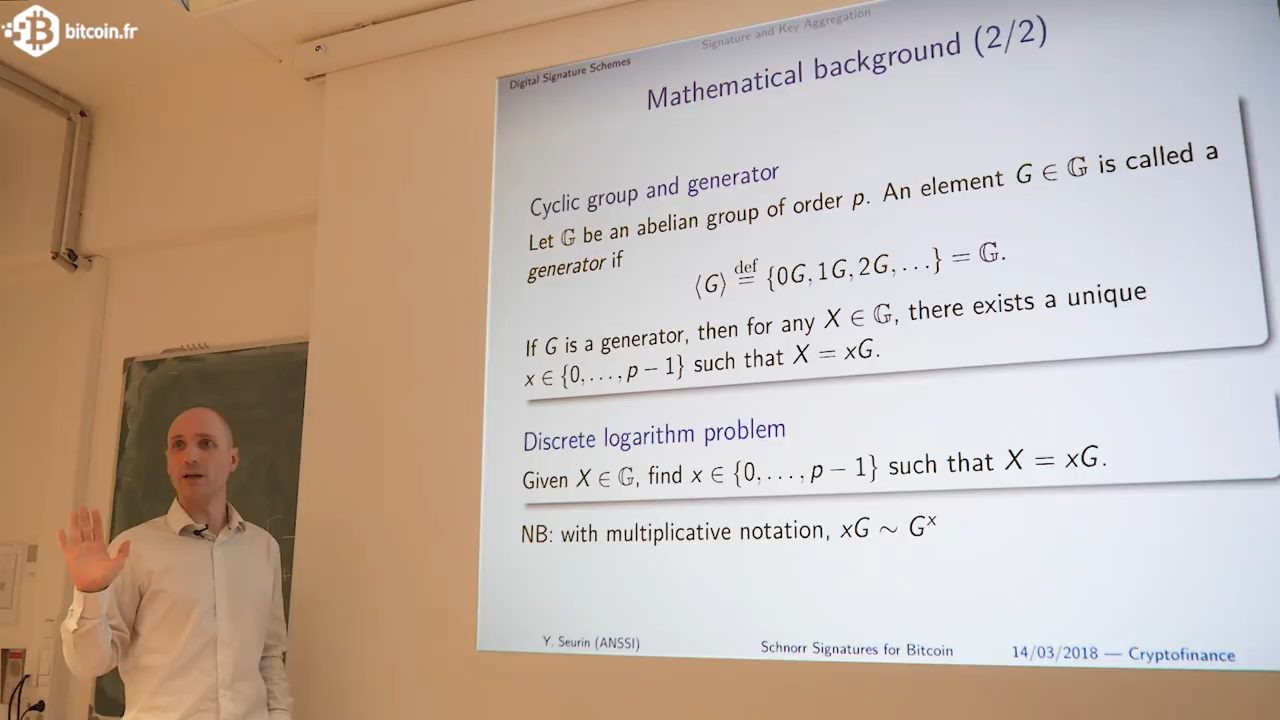 bitcoin.fr
Signature and Key Aggregation
Digital Signature Schemes
Mathematical background (2/2)
Cyclic group and generator
Let 𝔾 be an abelian group of order p. An element G ∈ 𝔾 is called a
generator if
⟨G⟩ def= {0G, 1G, 2G, . . .} = 𝔾.
If G is a generator, then for any X ∈ 𝔾, there exists a unique
x ∈ {0, . . . , p − 1} such that X = xG.
Discrete logarithm problem
Given X ∈ 𝔾, find x ∈ {0, . . . , p − 1} such that X = xG.
NB: with multiplicative notation, xG ∼ Gˣ
Y. Seurin (ANSSI)
Schnorr Signatures for Bitcoin
14/03/2018 — Cryptofinance